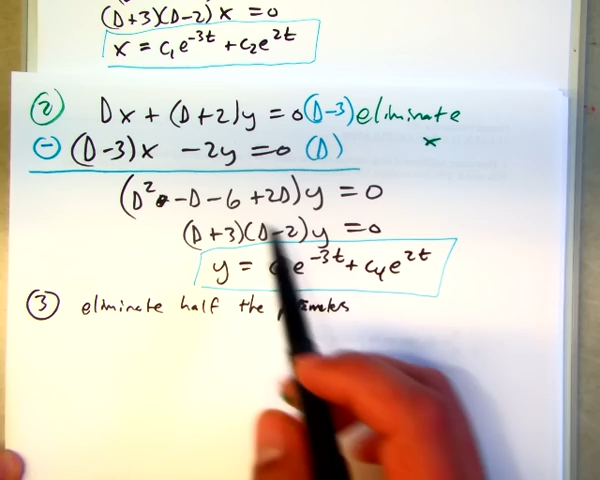 (D+3)(D-2)x = 0
x = c₁e^-3t + c₂e^2t
② Dx + (D+2)y = 0 (D-3) eliminate x
⊖ (D-3)x - 2y = 0 (D)
(D² - D - 6 + 2D)y = 0
(D+3)(D-2)y = 0
y = e^-3t + c₄e^2t
③ eliminate half the